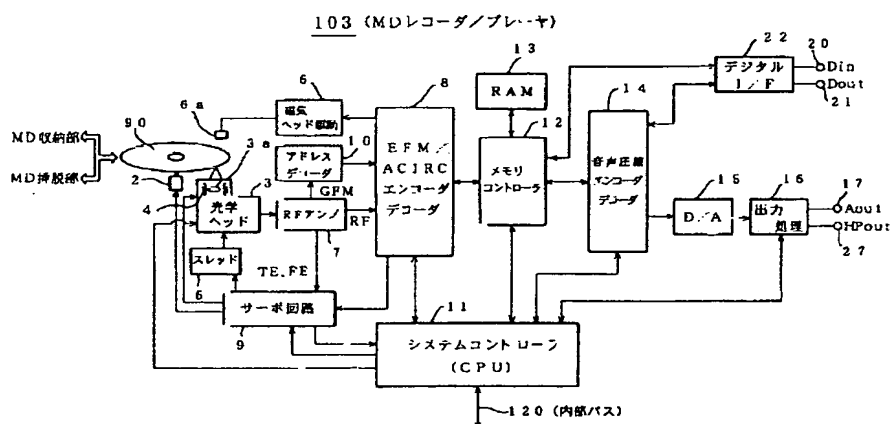 103 (MDレコーダ/プレーヤ)
90
6a
MD収納部
MD挿脱部
2
3a
4
3
光学
ヘッド
スレッド
6
6
磁気
ヘッド駆動
10
アドレス
デコーダ
GFM
RFアンプ
RF
7
TE、FE
サーボ回路
9
8
EFM/
ACIRC
エンコーダ
デコーダ
13
RAM
12
メモリ
コントローラ
14
音声圧縮
エンコーダ
デコーダ
22
デジタル
I/F
20
Din
Dout
21
15
D/A
16
出力
処理
17
Aout
HPout
27
11
システムコントローラ
(CPU)
120 (内部バス)